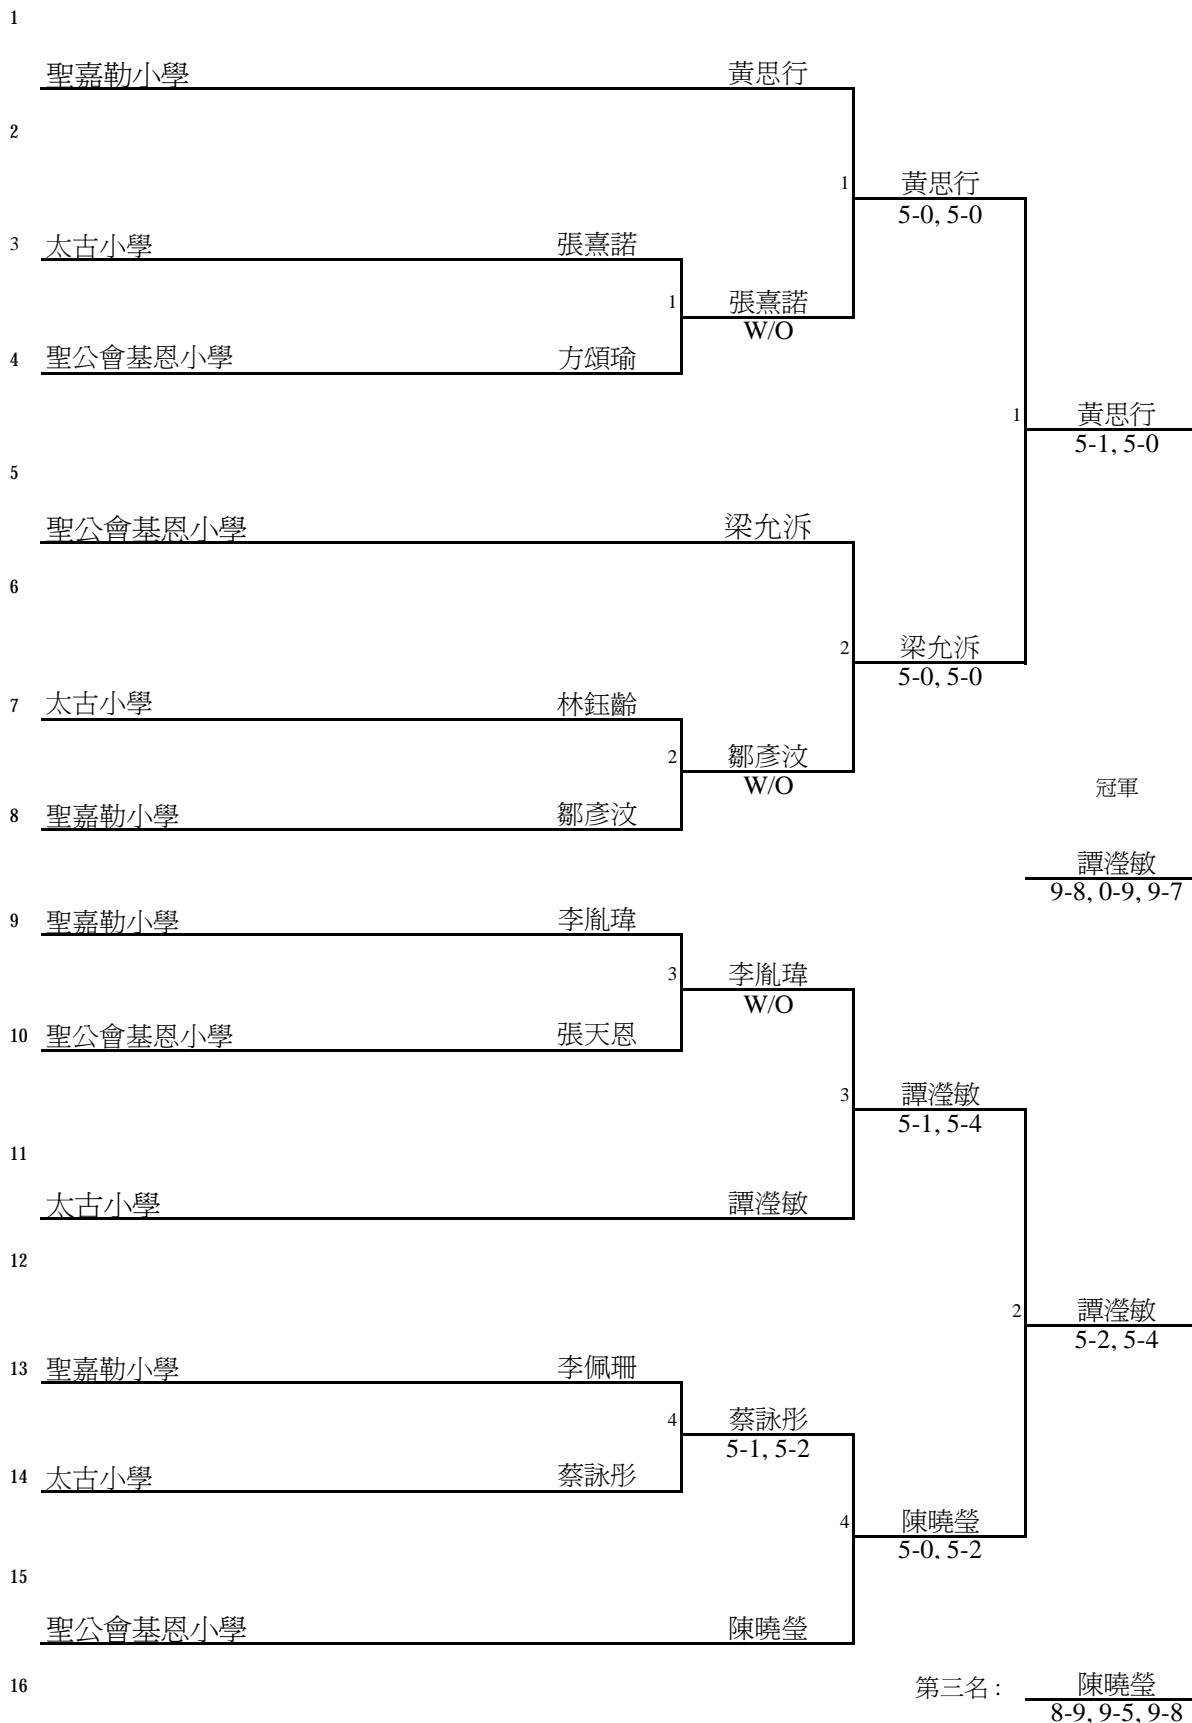 1
聖嘉勒小學 黃思行
2
1 黃思行
5-0, 5-0
3 太古小學 張熹諾
1 張熹諾
W/O
4 聖公會基恩小學 方頌瑜
1 黃思行
5-1, 5-0
5
聖公會基恩小學 梁允泝
6
2 梁允泝
5-0, 5-0
7 太古小學 林鈺齡
2 鄒彥汶
W/O
冠軍
8 聖嘉勒小學 鄒彥汶
譚瀅敏
9-8, 0-9, 9-7
9 聖嘉勒小學 李胤瑋
3 李胤瑋
W/O
10 聖公會基恩小學 張天恩
3 譚瀅敏
5-1, 5-4
11
太古小學 譚瀅敏
12
2 譚瀅敏
5-2, 5-4
13 聖嘉勒小學 李佩珊
4 蔡詠彤
5-1, 5-2
14 太古小學 蔡詠彤
4 陳曉瑩
5-0, 5-2
15
聖公會基恩小學 陳曉瑩
16
第三名 : 陳曉瑩
8-9, 9-5, 9-8